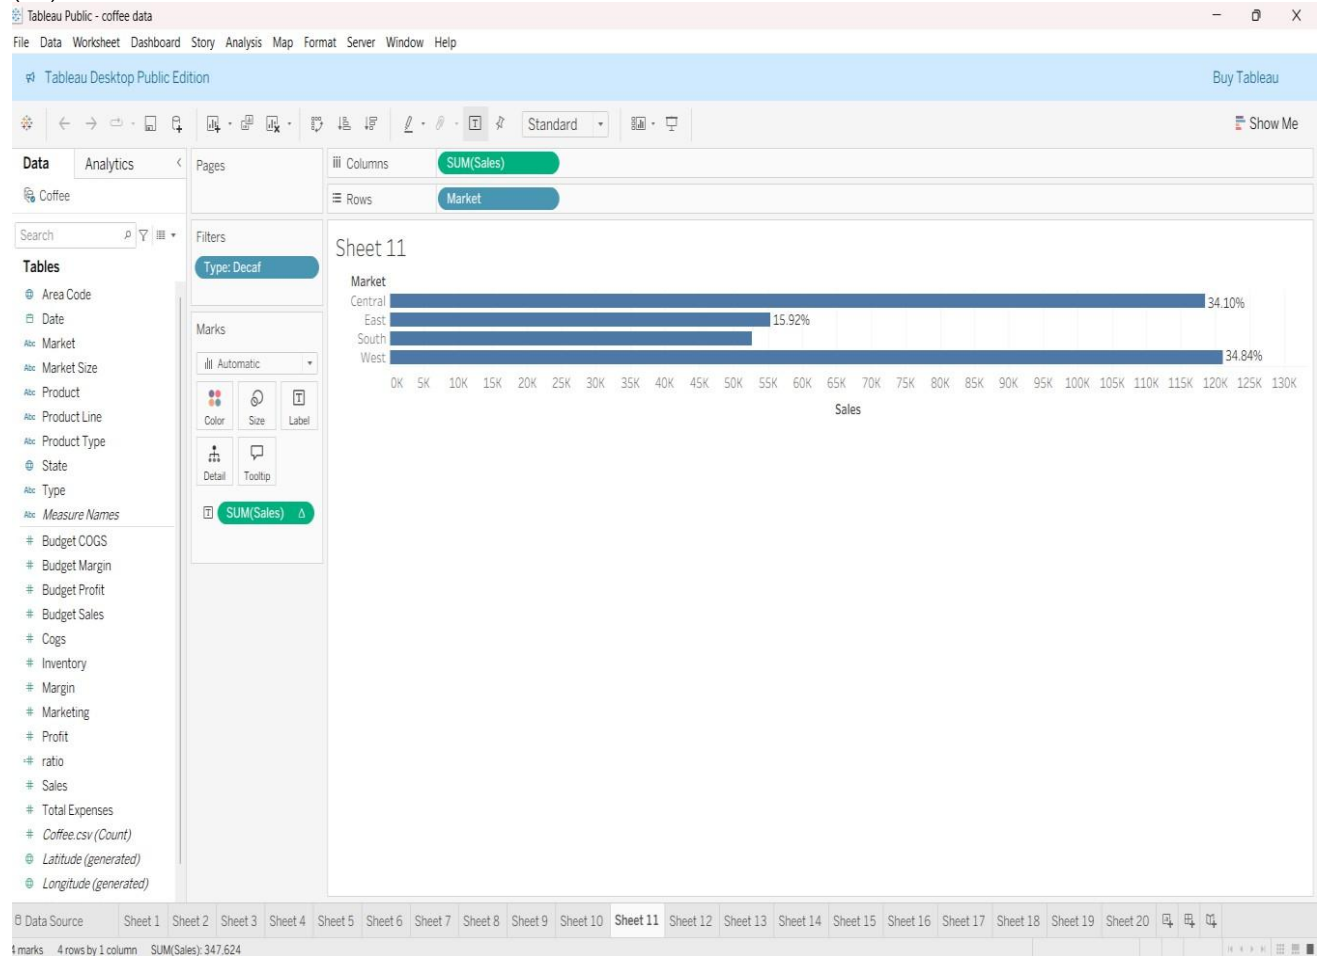 Tableau Public - coffee data
File Data Worksheet Dashboard Story Analysis Map Format Server Window Help
Tableau Desktop Public Edition Buy Tableau
Standard Show Me
Data Analytics
Coffee
Search
Tables
Area Code
Date
Abc Market
Abc Market Size
Abc Product
Abc Product Line
Abc Product Type
State
Abc Type
Abc Measure Names
# Budget COGS
# Budget Margin
# Budget Profit
# Budget Sales
# Cogs
# Inventory
# Margin
# Marketing
# Profit
=# ratio
# Sales
# Total Expenses
# Coffee.csv (Count)
Latitude (generated)
Longitude (generated)
Pages
Filters
Type: Decaf
Marks
Automatic
Color Size Label
Detail Tooltip
SUM(Sales) Δ
iii Columns SUM(Sales)
Rows Market
Sheet 11
Market
Central 34.10%
East 15.92%
South
West 34.84%
0K 5K 10K 15K 20K 25K 30K 35K 40K 45K 50K 55K 60K 65K 70K 75K 80K 85K 90K 95K 100K 105K 110K 115K 120K 125K 130K
Sales
Data Source Sheet 1 Sheet 2 Sheet 3 Sheet 4 Sheet 5 Sheet 6 Sheet 7 Sheet 8 Sheet 9 Sheet 10 Sheet 11 Sheet 12 Sheet 13 Sheet 14 Sheet 15 Sheet 16 Sheet 17 Sheet 18 Sheet 19 Sheet 20
4 marks 4 rows by 1 column SUM(Sales): 347,624